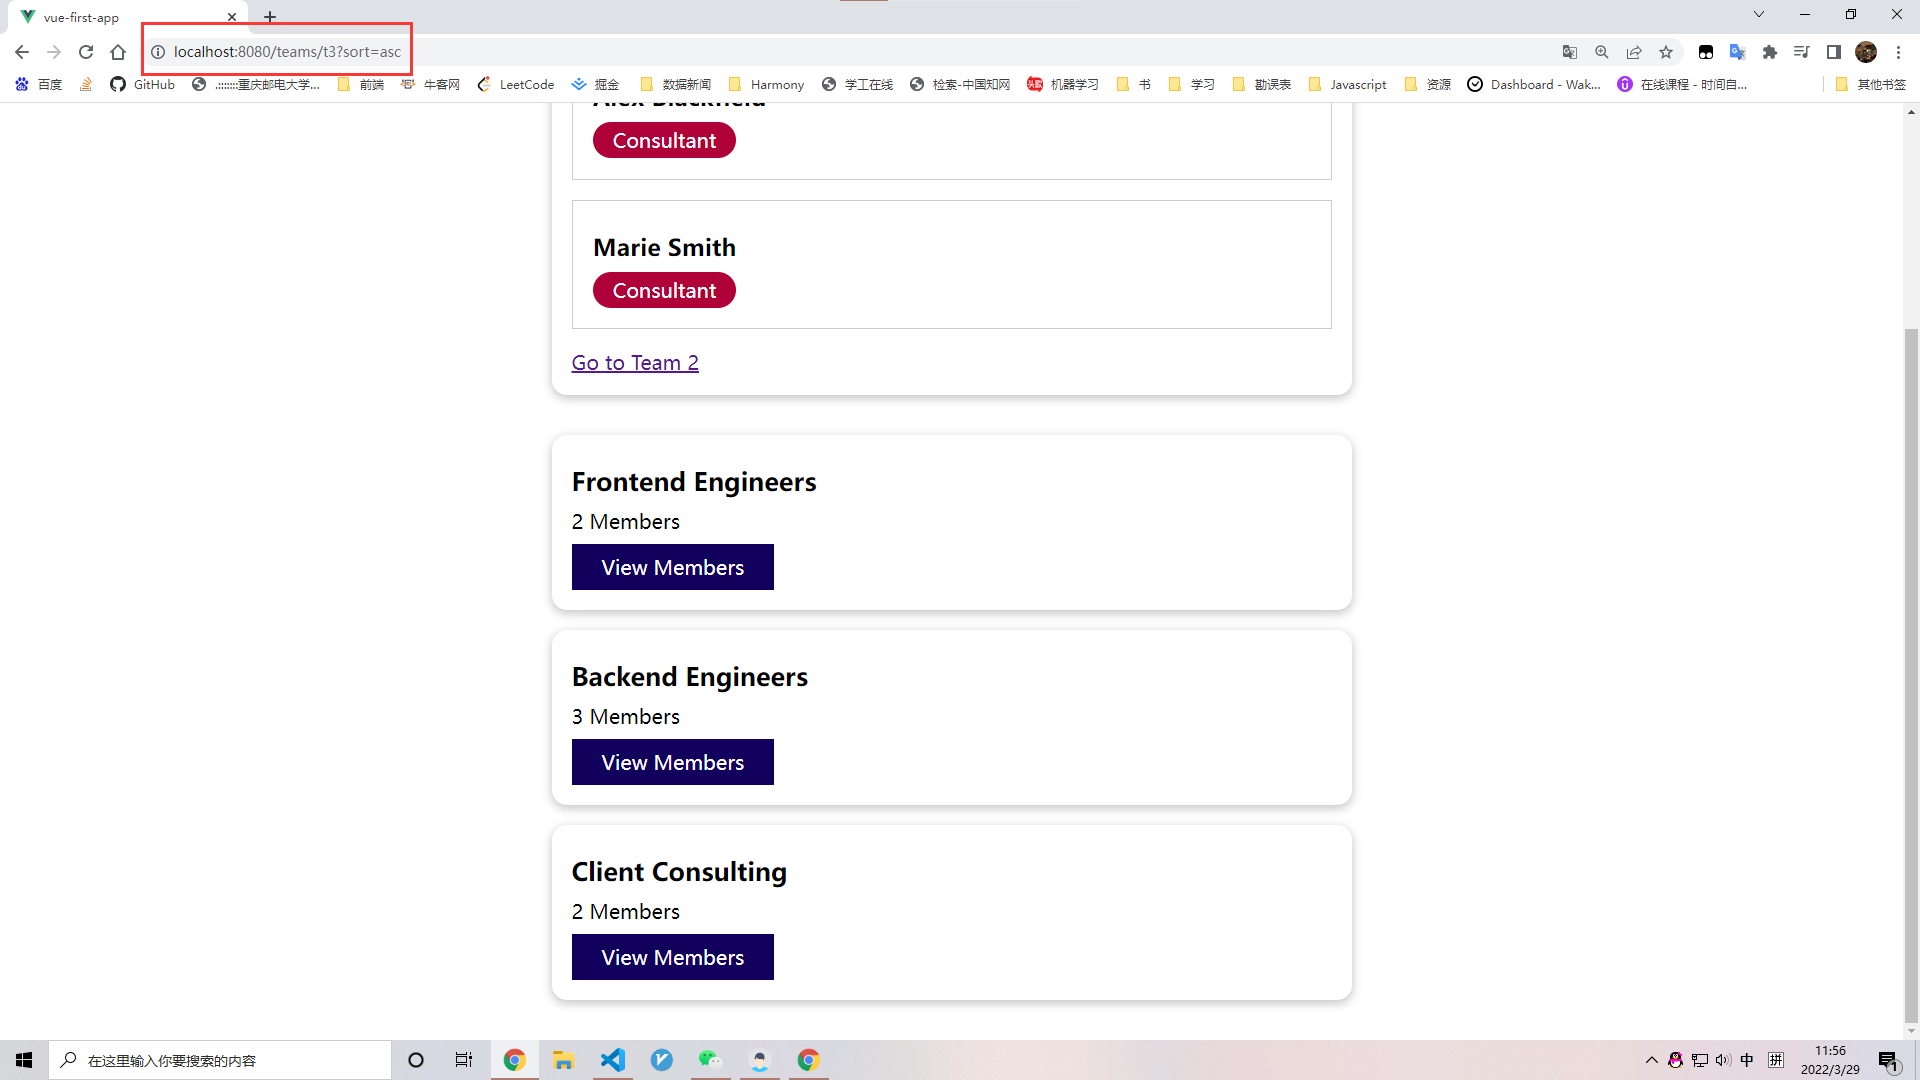 vue-first-app
localhost:8080/teams/t3?sort=asc
百度
GitHub
.:::::::重庆邮电大学...
前端
牛客网
LeetCode
掘金
数据新闻
Harmony
学工在线
检索-中国知网
机器学习
书
学习
勘误表
Javascript
资源
Dashboard - Wak...
在线课程 - 时间自...
其他书签
Consultant
Marie Smith
Consultant
Go to Team 2
Frontend Engineers
2 Members
View Members
Backend Engineers
3 Members
View Members
Client Consulting
2 Members
View Members
在这里输入你要搜索的内容
中
拼
11:56
2022/3/29
1